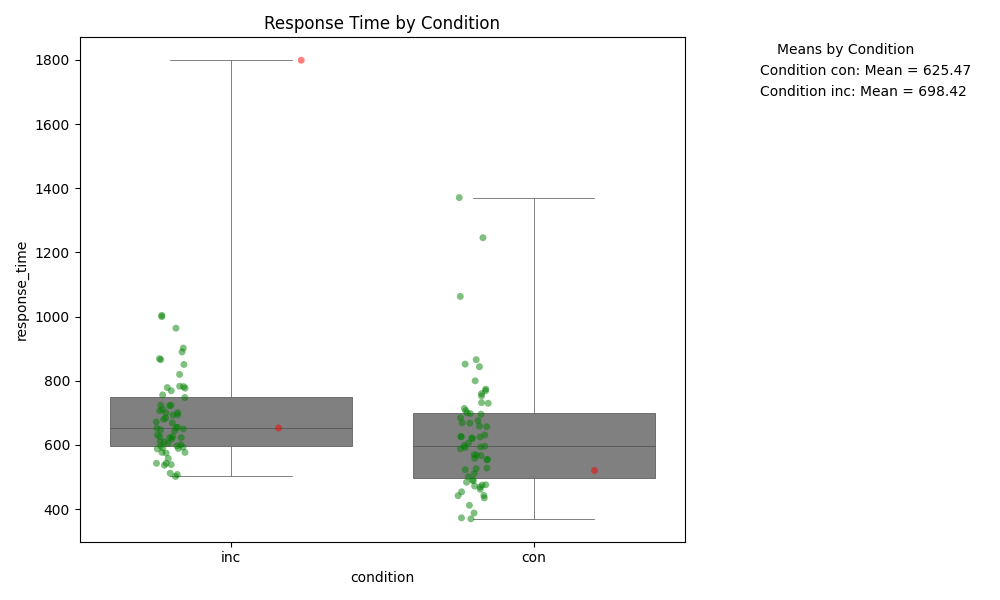 Response Time by Condition
Means by Condition
Condition con: Mean = 625.47
Condition inc: Mean = 698.42
1800
1600
1400
1200
1000
800
600
400
response_time
inc
con
condition